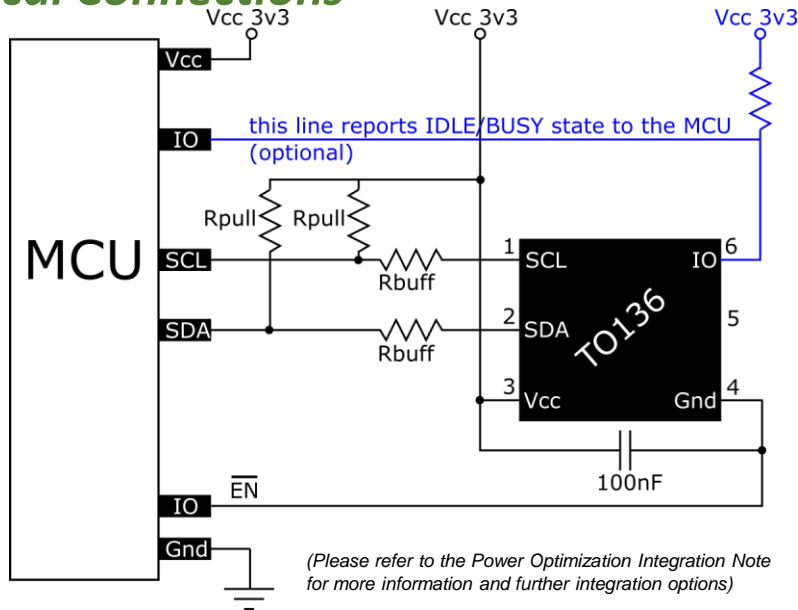 Connections
Vcc 3v3
Vcc 3v3
Vcc 3v3
Vcc
this line reports IDLE/BUSY state to the MCU
(optional)
IO
Rpull
Rpull
MCU
SCL
Rbuff
1
SCL
IO
6
SDA
Rbuff
2
SDA
TO136
5
3
Vcc
Gnd
4
100nF
EN
IO
Gnd
(Please refer to the Power Optimization Integration Note
for more information and further integration options)